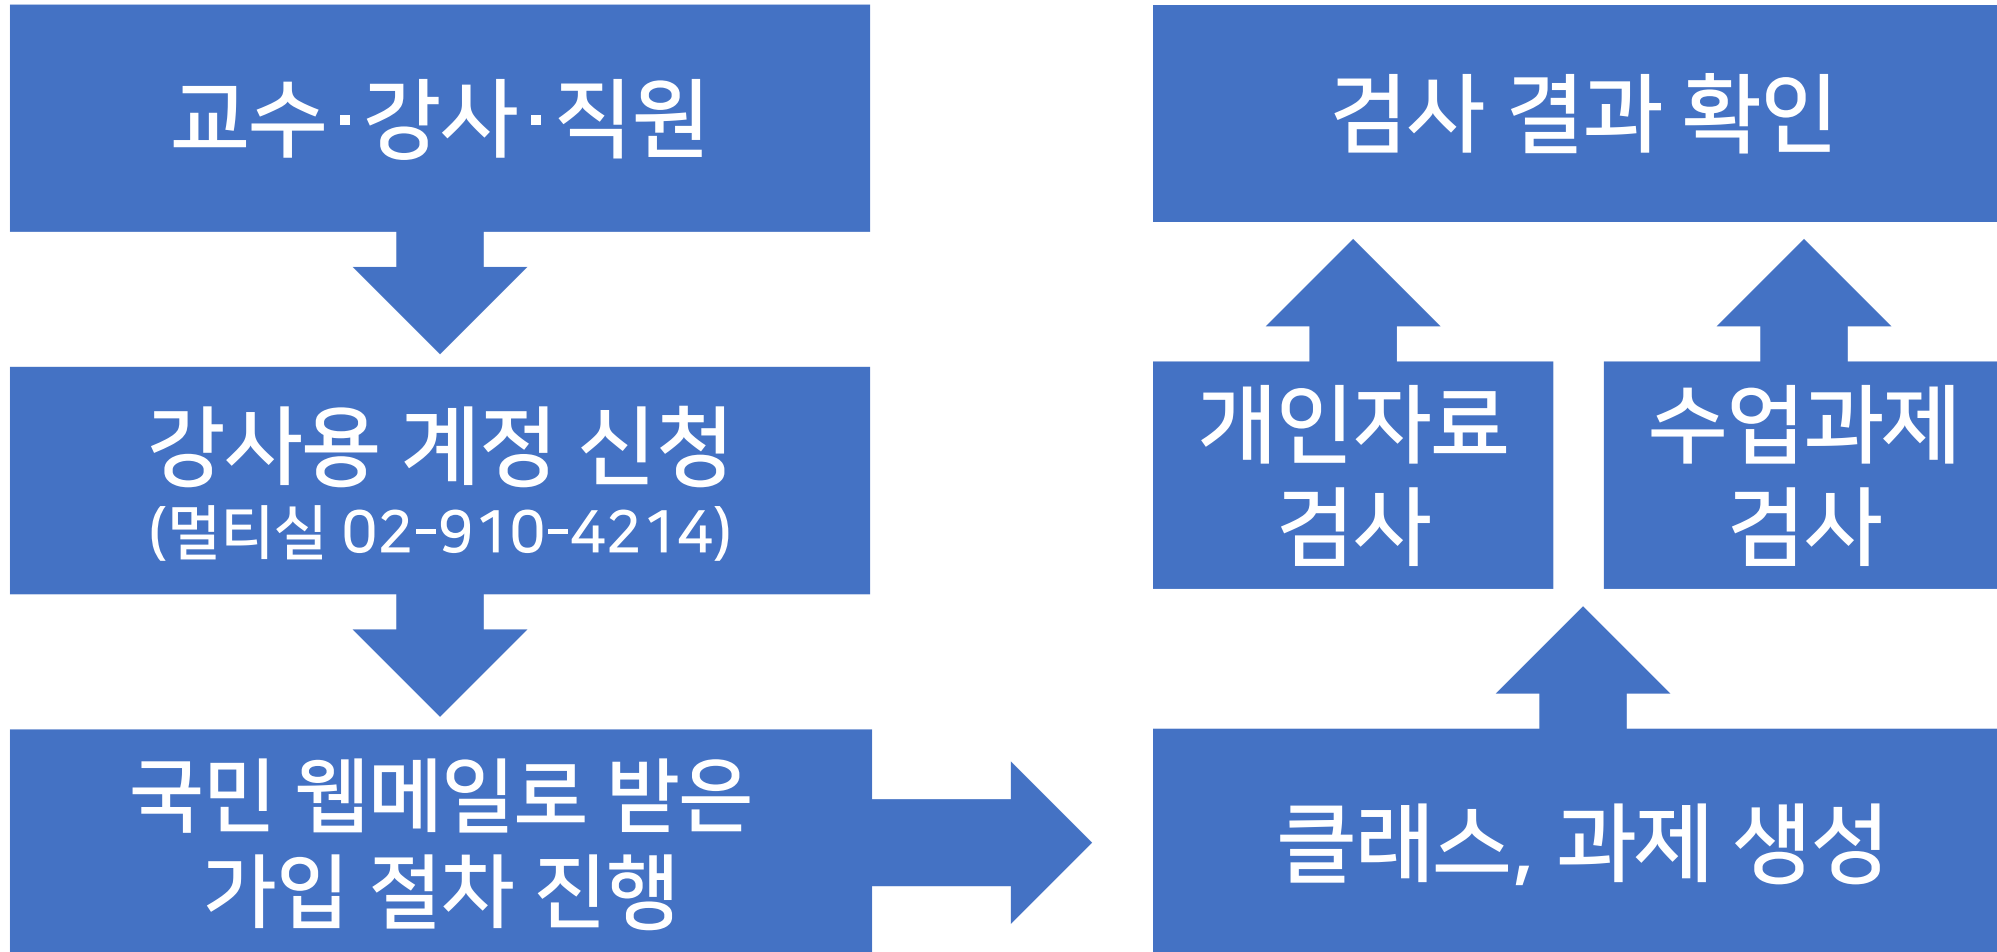 교수·강사·직원
강사용 계정 신청
(멀티실 02-910-4214)
국민 웹메일로 받은
가입 절차 진행
클래스, 과제 생성
개인자료
검사
수업과제
검사
검사 결과 확인